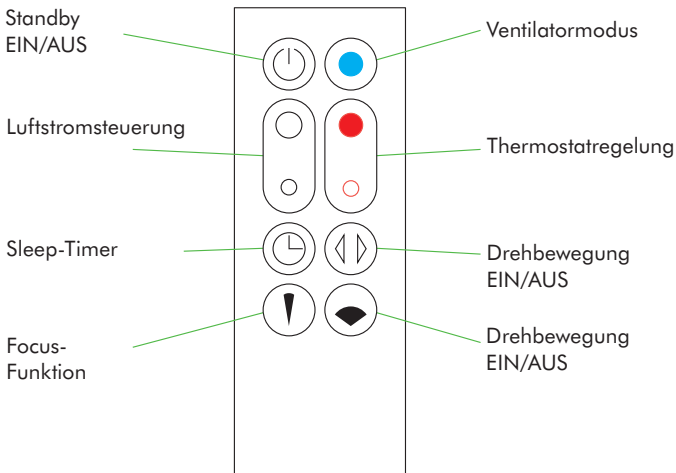 Standby
EIN/AUS
Ventilatormodus
Luftstromsteuerung
Thermostatregelung
Sleep-Timer
Drehbewegung
EIN/AUS
Focus-
Funktion
Drehbewegung
EIN/AUS